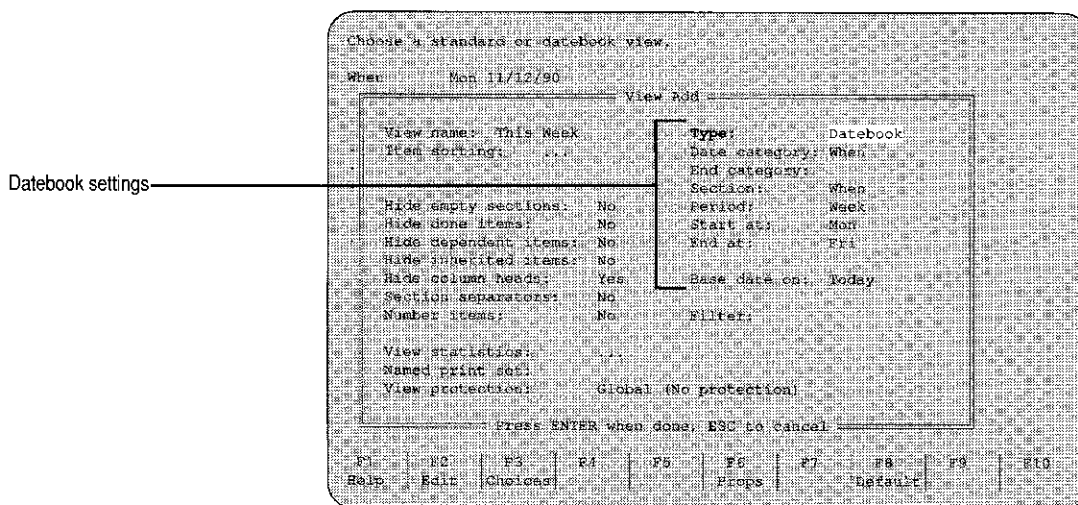 Choose a standard or datebook view.
When Mon 11/12/90
View Add
View name: This Week
Type: Datebook
Item sorting: ...
Date category: When
End category:
Section: When
Hide empty sections: No
Period: Week
Hide done items: No
Start at: Mon
Hide dependent items: No
End at: Fri
Hide inherited items: No
Hide column heads: Yes
Base date on: Today
Section separators: No
Number items: No
Filter:
View statistics: ...
Named print set:
View protection: Global (No protection)
Press ENTER when done, ESC to cancel
F1 F2 F3 F4 F5 F6 F7 F8 F9 F10
Help Edit Choices Props Default
Datebook settings